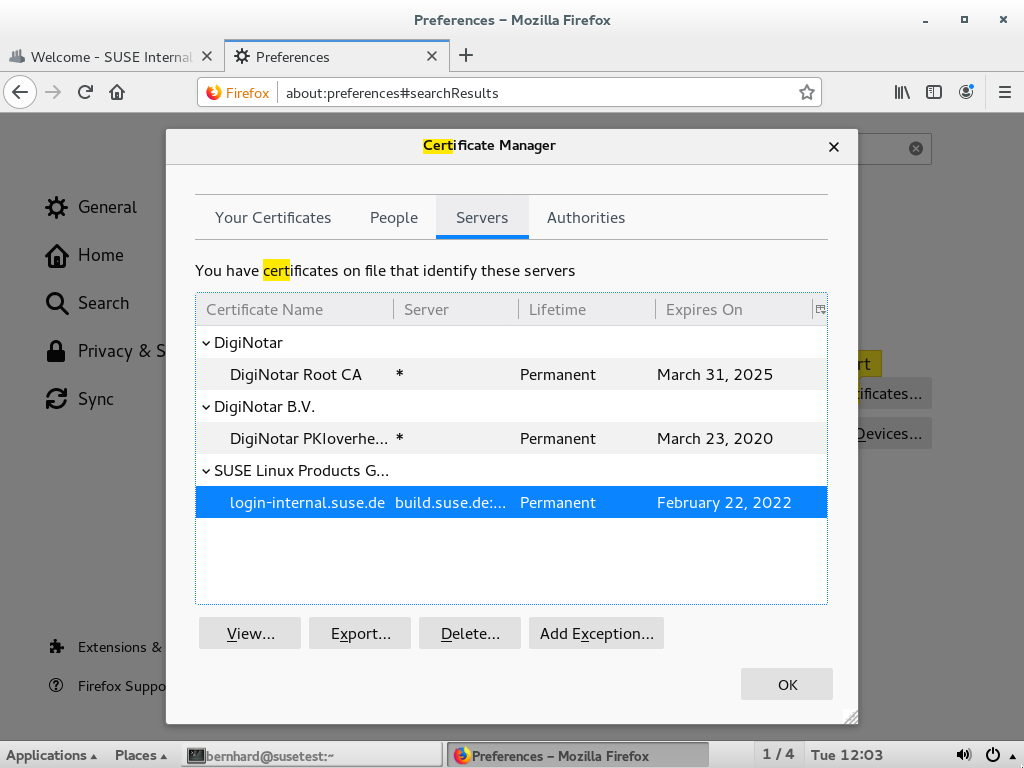 Preferences – Mozilla Firefox
Welcome - SUSE Internal
Preferences
Firefox
about:preferences#searchResults
Certificate Manager
General
Home
Search
Privacy & S
Sync
Extensions &
Firefox Suppo
Your Certificates
People
Servers
Authorities
You have certificates on file that identify these servers
Certificate Name
Server
Lifetime
Expires On
DigiNotar
DigiNotar Root CA * Permanent March 31, 2025
DigiNotar B.V.
DigiNotar PKIoverhe... * Permanent March 23, 2020
SUSE Linux Products G...
login-internal.suse.de build.suse.de:... Permanent February 22, 2022
rt
ificates...
Devices...
View...
Export...
Delete...
Add Exception...
OK
Applications
Places
bernhard@susetest:~
Preferences – Mozilla Firefox
1 / 4
Tue 12:03